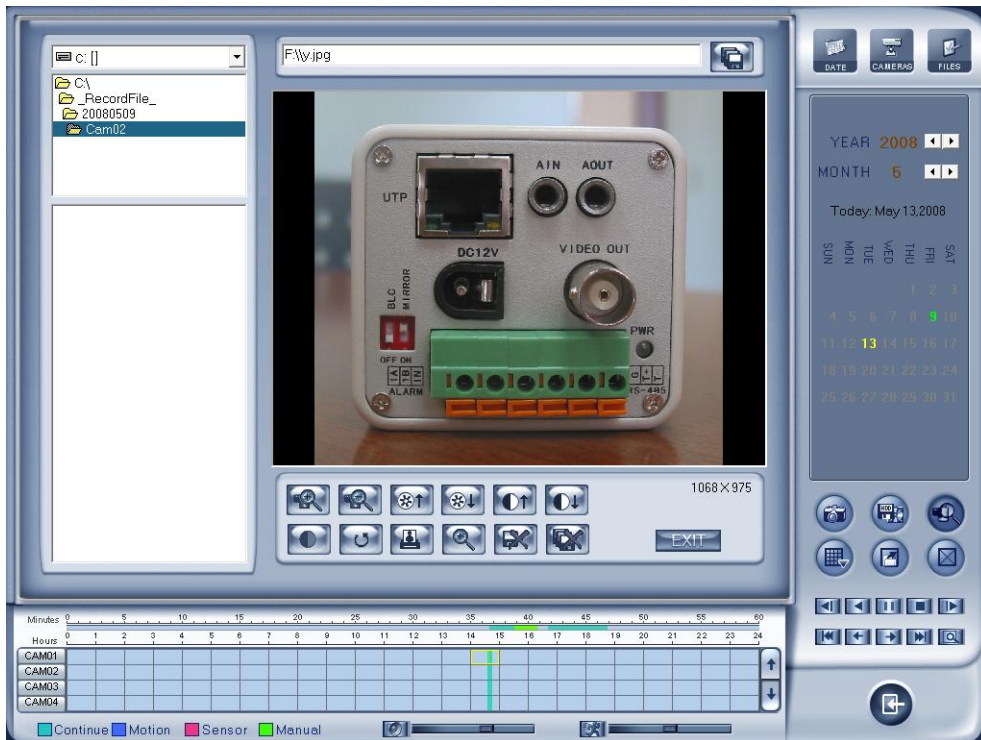 c: []
C:\
_RecordFile_
20080509
Cam02
F:\\y.jpg
UTP
AIN AOUT
DC12V
VIDEO OUT
BLC
MIRROR
OFF ON
1A
1B
IN
ALARM
PWR
G
T+
T-
RS-485
1068×975
EXIT
DATE CAMERAS FILES
YEAR 2008
MONTH 5
Today: May 13,2008
SUN MON TUE WED THU FRI SAT
1 2 3
4 5 6 7 8 9 10
11 12 13 14 15 16 17
18 19 20 21 22 23 24
25 26 27 28 29 30 31
Minutes 0 5 10 15 20 25 30 35 40 45 50 55 60
Hours 0 1 2 3 4 5 6 7 8 9 10 11 12 13 14 15 16 17 18 19 20 21 22 23 24
CAM01
CAM02
CAM03
CAM04
Continue Motion Sensor Manual